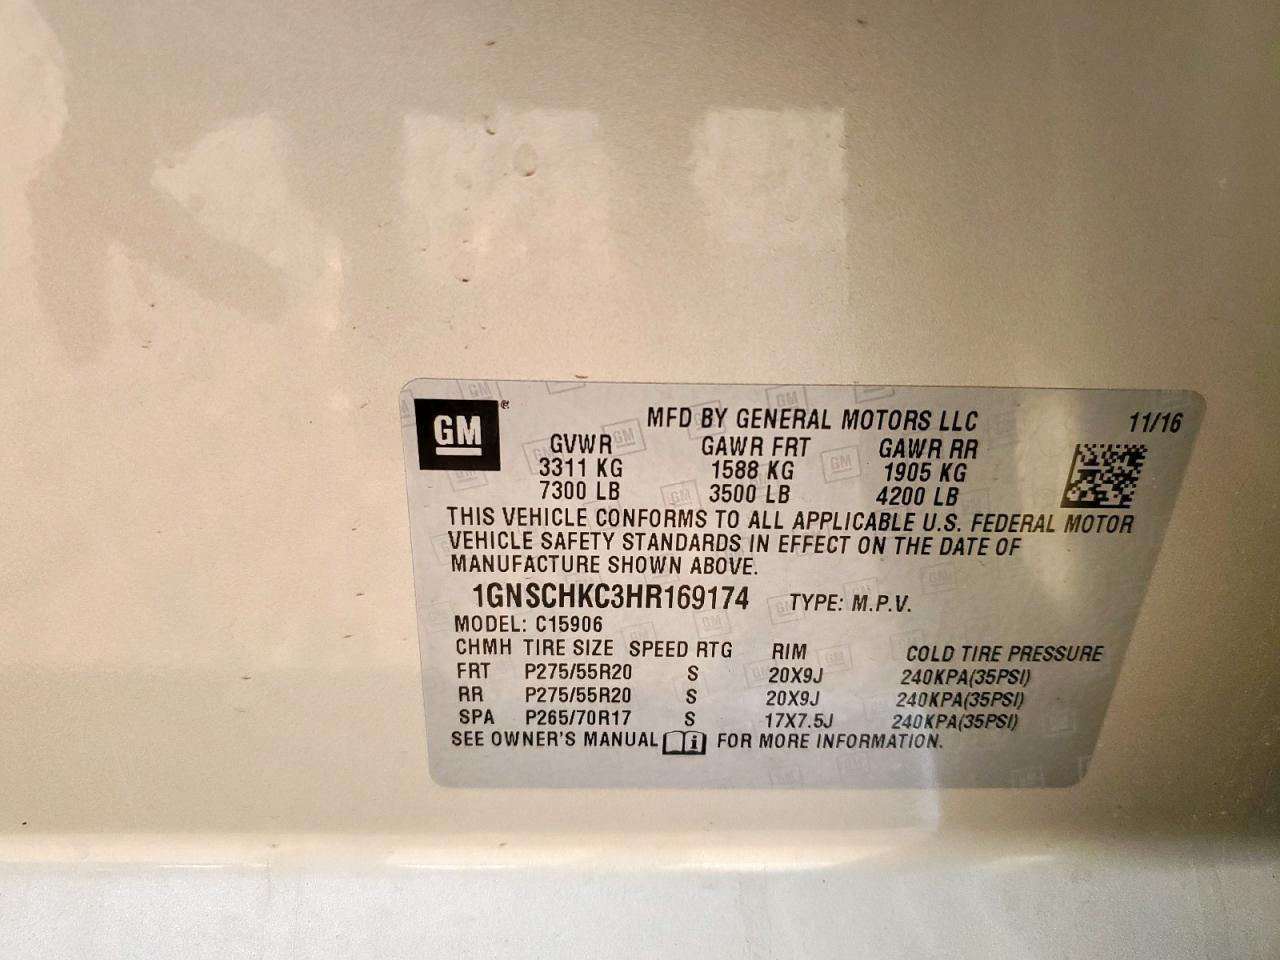 GM®
MFD BY GENERAL MOTORS LLC 11/16
GVWR GAWR FRT GAWR RR
3311 KG 1588 KG 1905 KG
7300 LB 3500 LB 4200 LB
THIS VEHICLE CONFORMS TO ALL APPLICABLE U.S. FEDERAL MOTOR
VEHICLE SAFETY STANDARDS IN EFFECT ON THE DATE OF
MANUFACTURE SHOWN ABOVE.
1GNSCHKC3HR169174 TYPE: M.P.V.
MODEL: C15906
CHMH TIRE SIZE SPEED RTG RIM COLD TIRE PRESSURE
FRT P275/55R20 S 20X9J 240KPA(35PSI)
RR P275/55R20 S 20X9J 240KPA(35PSI)
SPA P265/70R17 S 17X7.5J 240KPA(35PSI)
SEE OWNER'S MANUAL i FOR MORE INFORMATION.